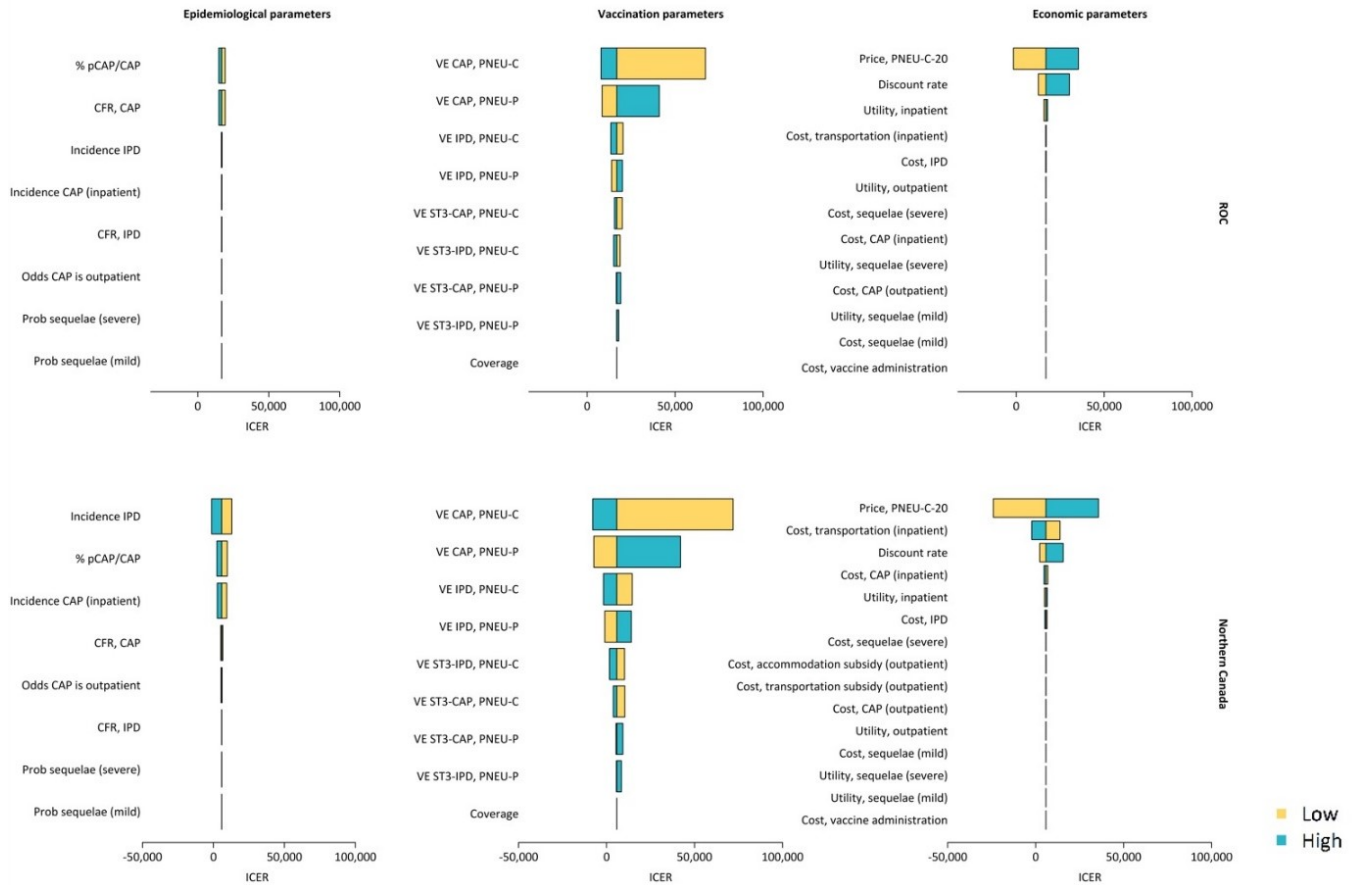 Epidemiological parameters
Vaccination parameters
Economic parameters
% pCAP/CAP
CFR, CAP
Incidence IPD
Incidence CAP (inpatient)
CFR, IPD
Odds CAP is outpatient
Prob sequelae (severe)
Prob sequelae (mild)
0 50,000 100,000
ICER
VE CAP, PNEU-C
VE CAP, PNEU-P
VE IPD, PNEU-C
VE IPD, PNEU-P
VE ST3-CAP, PNEU-C
VE ST3-IPD, PNEU-C
VE ST3-CAP, PNEU-P
VE ST3-IPD, PNEU-P
Coverage
0 50,000 100,000
ICER
Price, PNEU-C-20
Discount rate
Utility, inpatient
Cost, transportation (inpatient)
Cost, IPD
Utility, outpatient
Cost, sequelae (severe)
Cost, CAP (inpatient)
Utility, sequelae (severe)
Cost, CAP (outpatient)
Utility, sequelae (mild)
Cost, sequelae (mild)
Cost, vaccine administration
0 50,000 100,000
ICER
ROC
Incidence IPD
% pCAP/CAP
Incidence CAP (inpatient)
CFR, CAP
Odds CAP is outpatient
CFR, IPD
Prob sequelae (severe)
Prob sequelae (mild)
-50,000 0 50,000 100,000
ICER
VE CAP, PNEU-C
VE CAP, PNEU-P
VE IPD, PNEU-C
VE IPD, PNEU-P
VE ST3-IPD, PNEU-C
VE ST3-CAP, PNEU-C
VE ST3-CAP, PNEU-P
VE ST3-IPD, PNEU-P
Coverage
-50,000 0 50,000 100,000
ICER
Price, PNEU-C-20
Cost, transportation (inpatient)
Discount rate
Cost, CAP (inpatient)
Utility, inpatient
Cost, IPD
Cost, sequelae (severe)
Cost, accommodation subsidy (outpatient)
Cost, transportation subsidy (outpatient)
Cost, CAP (outpatient)
Utility, outpatient
Cost, sequelae (mild)
Utility, sequelae (severe)
Utility, sequelae (mild)
Cost, vaccine administration
-50,000 0 50,000 100,000
ICER
Northern Canada
Low
High